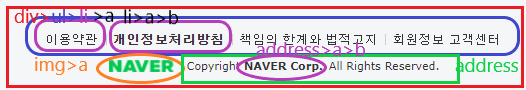 div>ul>li>a li>a>b
이용약관 개인정보처리방침 책임의 한계와 법적고지 | 회원정보 고객센터
address>a>b
img>a NAVER Copyright NAVER Corp. All Rights Reserved. address